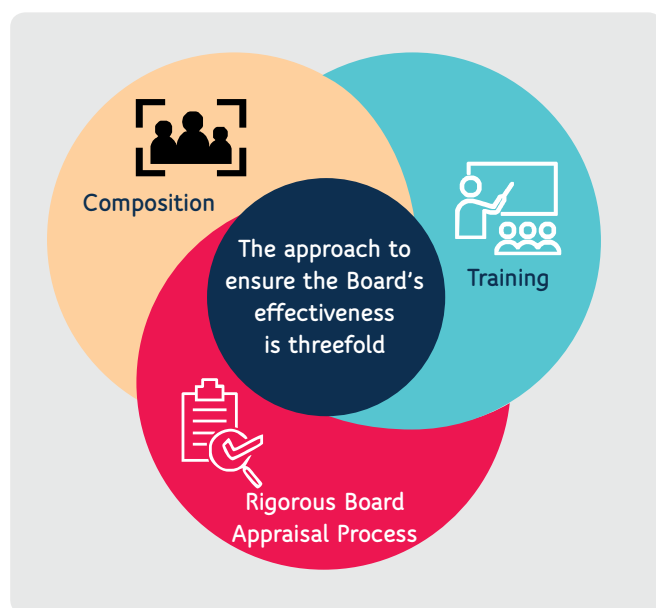 Composition
The approach to
ensure the Board's
effectiveness
is threefold
Training
Rigorous Board
Appraisal Process